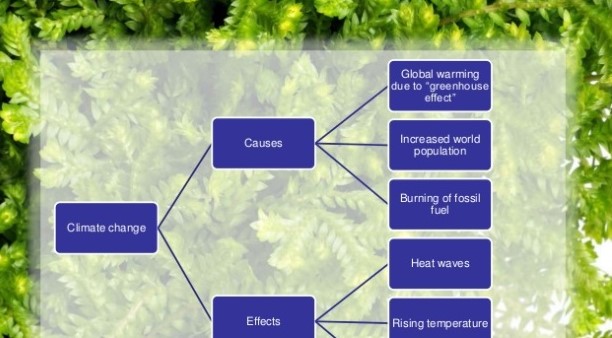 Global warming
due to "greenhouse
effect"
Causes
Increased world
population
Burning of fossil
fuel
Climate change
Heat waves
Effects
Rising temperature